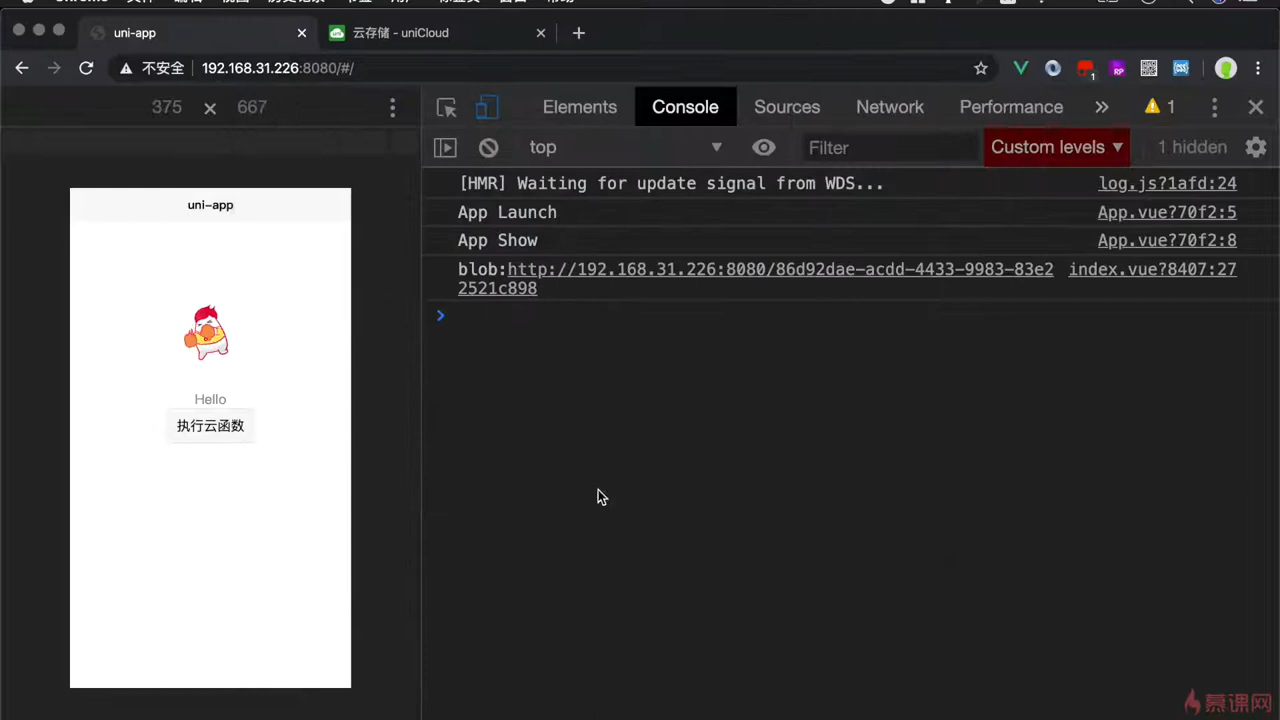 uni-app
云存储 - uniCloud
不安全
192.168.31.226:8080/#/
375 × 667
Elements
Console
Sources
Network
Performance
1
top
Filter
Custom levels
1 hidden
[HMR] Waiting for update signal from WDS...
log.js?1afd:24
App Launch
App.vue?70f2:5
App Show
App.vue?70f2:8
blob:http://192.168.31.226:8080/86d92dae-acdd-4433-9983-83e2
index.vue?8407:27
2521c898
uni-app
Hello
执行云函数
慕课网